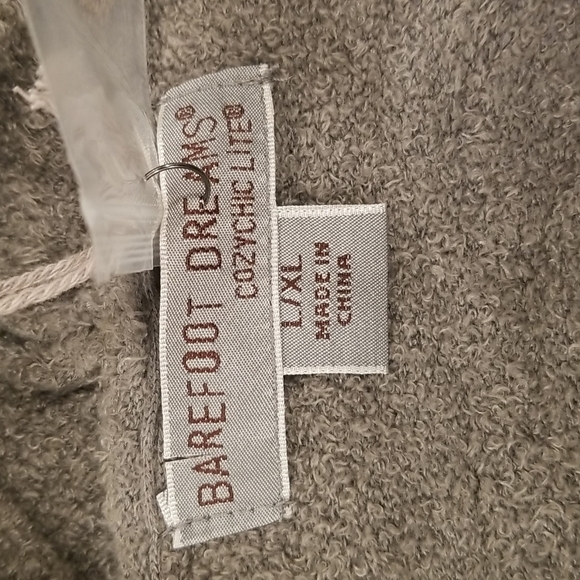 BAREFOOT DREAMS®
COZYCHIC LITE®
L/XL
MADE IN
CHINA